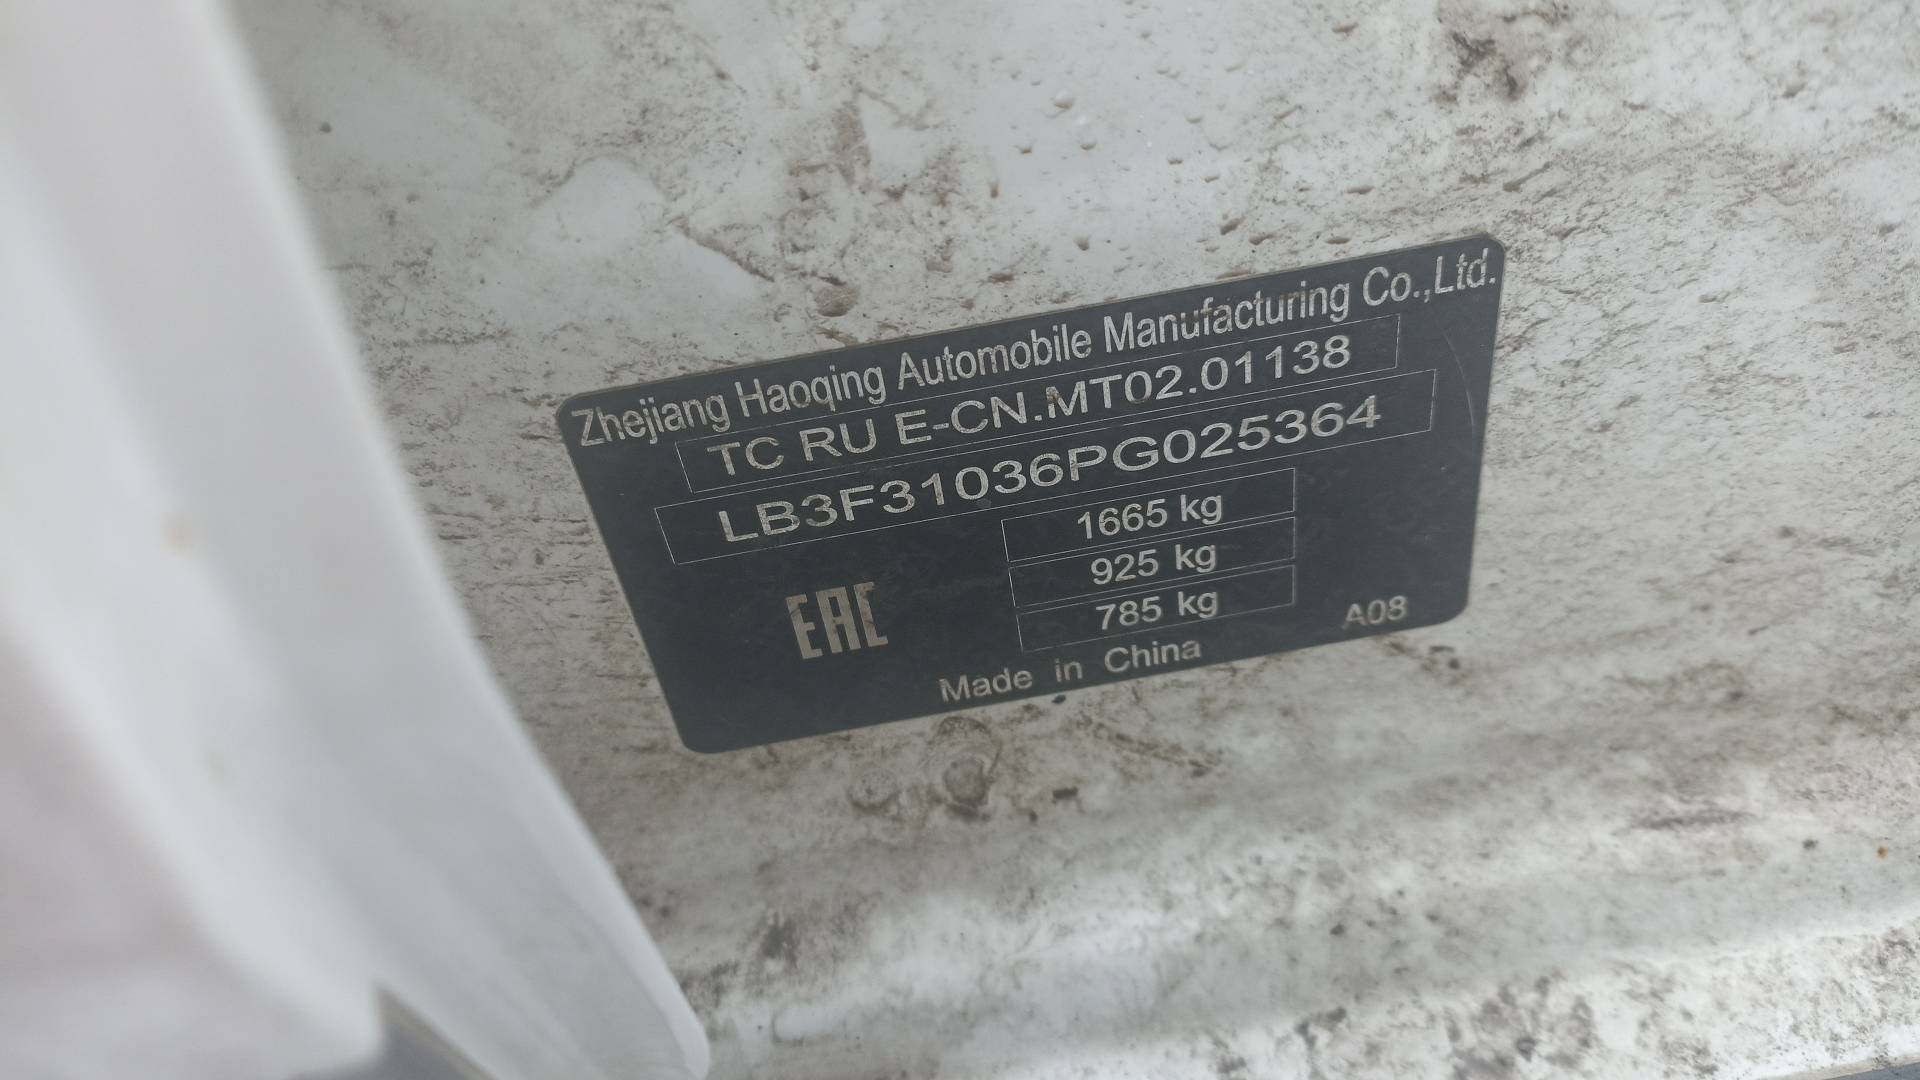 Zhejiang Haoqing Automobile Manufacturing Co.,Ltd.
TC RU E-CN.MT02.01138
LB3F31036PG025364
1665 kg
925 kg
785 kg
EAC
A08
Made in China